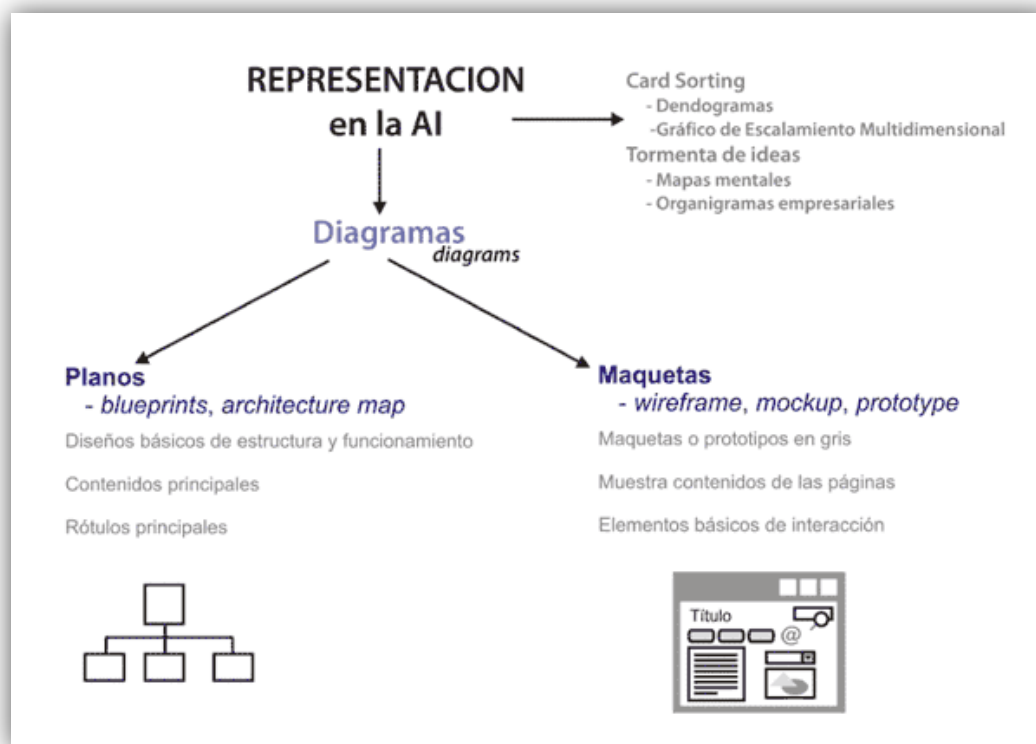 REPRESENTACION
en la AI
Card Sorting
- Dendogramas
-Gráfico de Escalamiento Multidimensional
Tormenta de ideas
- Mapas mentales
- Organigramas empresariales
Diagramas
diagrams
Planos
- blueprints, architecture map
Diseños básicos de estructura y funcionamiento
Contenidos principales
Rótulos principales
Maquetas
- wireframe, mockup, prototype
Maquetas o prototipos en gris
Muestra contenidos de las páginas
Elementos básicos de interacción
Título
@